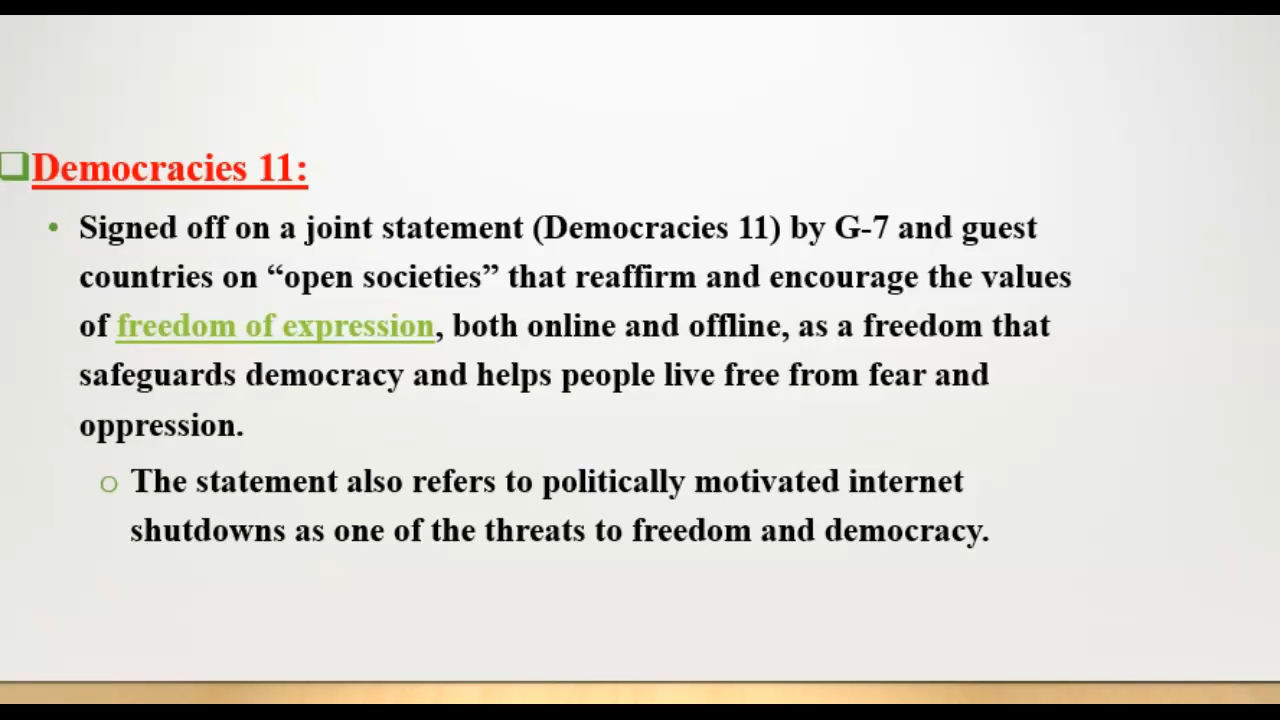 Democracies 11:
Signed off on a joint statement (Democracies 11) by G-7 and guest
countries on “open societies” that reaffirm and encourage the values
of freedom of expression, both online and offline, as a freedom that
safeguards democracy and helps people live free from fear and
oppression.
The statement also refers to politically motivated internet
shutdowns as one of the threats to freedom and democracy.